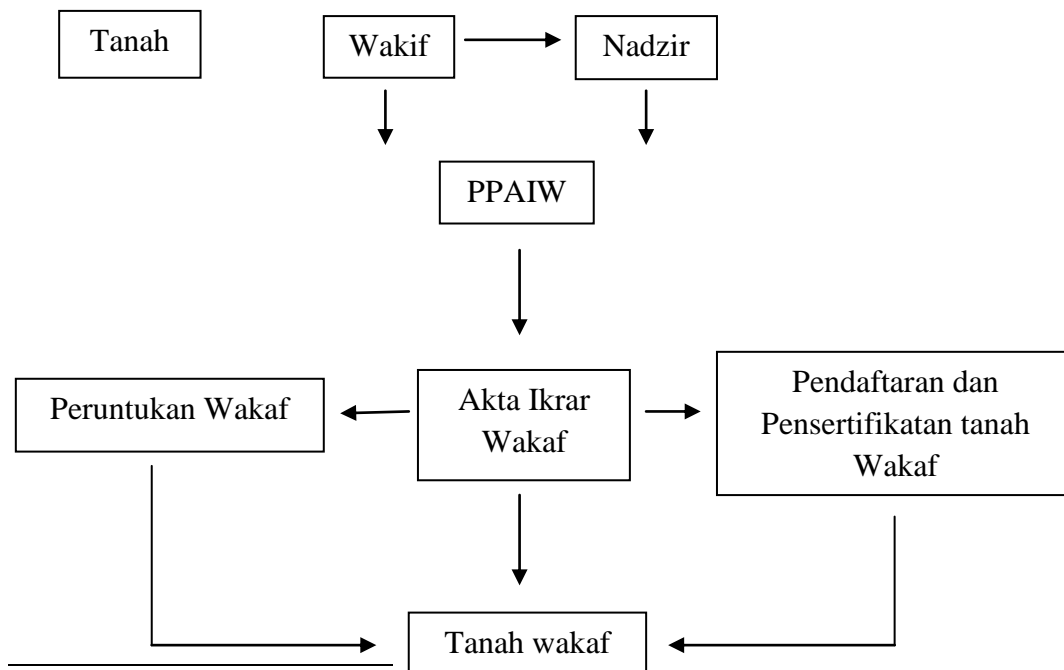 Tanah
Wakif
Nadzir
PPAIW
Peruntukan Wakaf
Akta Ikrar
Wakaf
Pendaftaran dan
Pensertifikatan tanah
Wakaf
Tanah wakaf